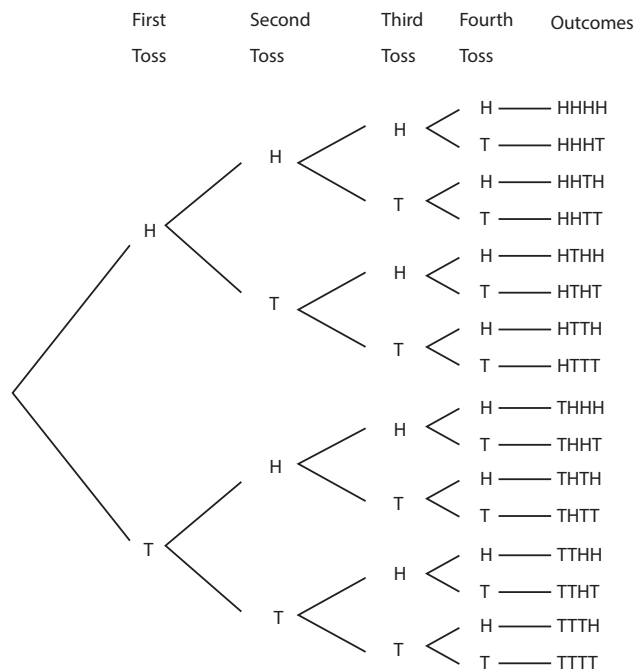 First Second Third Fourth Outcomes
Toss Toss Toss Toss
H HHHH
H
T HHHT
H
H HHTH
T
T HHTT
H
H HTHH
H
T HTHT
T
H HTTH
T
T HTTT
H THHH
H
T THHT
H
H THTH
T
T THTT
T
H TTHH
H
T TTHT
T
H TTTH
T
T TTTT